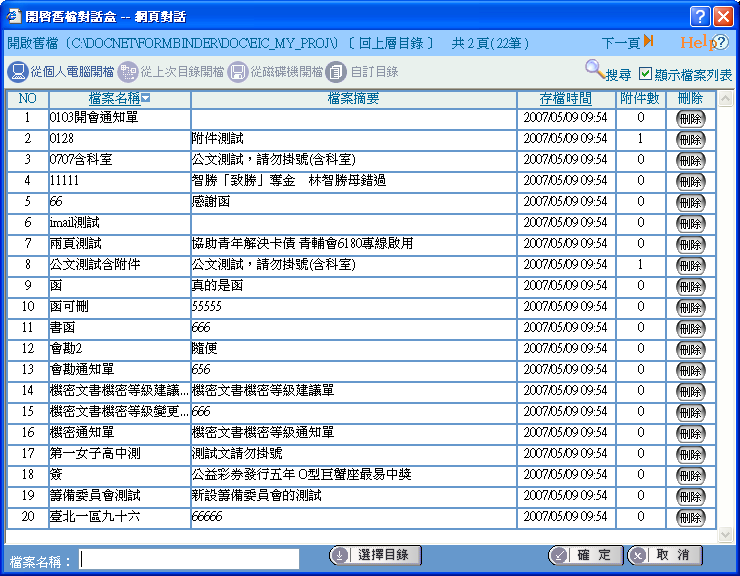 開啓舊檔對話盒 -- 網頁對話
開啟舊檔〔C:\DOCNET\FORMBINDER\DOC\EIC_MY_PROJ\〕〔回上層目錄〕 共2頁(22筆) 下一頁 Help?
從個人電腦開檔 從上次目錄開檔 從磁碟機開檔 自訂目錄 搜尋 顯示檔案列表
NO 檔案名稱 檔案摘要 存檔時間 附件數 刪除
1 0103開會通知單 2007/05/09 09:54 0 刪除
2 0128 附件測試 2007/05/09 09:54 1 刪除
3 0707含科室 公文測試，請勿掛號(含科室) 2007/05/09 09:54 0 刪除
4 11111 智勝「致勝」奪金 林智勝毋錯過 2007/05/09 09:54 0 刪除
5 66 感謝函 2007/05/09 09:54 0 刪除
6 imail測試 2007/05/09 09:54 0 刪除
7 兩頁測試 協助青年解決卡債 青輔會6180專線啟用 2007/05/09 09:54 0 刪除
8 公文測試含附件 公文測試，請勿掛號(含科室) 2007/05/09 09:54 1 刪除
9 函 真的是函 2007/05/09 09:54 0 刪除
10 函可刪 55555 2007/05/09 09:54 0 刪除
11 書函 666 2007/05/09 09:54 0 刪除
12 會勘2 隨便 2007/05/09 09:54 0 刪除
13 會勘通知單 656 2007/05/09 09:54 0 刪除
14 機密文書機密等級建議... 機密文書機密等級建議單 2007/05/09 09:54 0 刪除
15 機密文書機密等級變更... 666 2007/05/09 09:54 0 刪除
16 機密通知單 機密文書機密等級通知單 2007/05/09 09:54 0 刪除
17 第一女子高中測 測試文請勿掛號 2007/05/09 09:54 0 刪除
18 簽 公益彩券發行五年 O型巨蟹座最易中獎 2007/05/09 09:54 0 刪除
19 籌備委員會測試 新設籌備委員會的測試 2007/05/09 09:54 0 刪除
20 臺北一區九十六 66666 2007/05/09 09:54 0 刪除
檔案名稱： 選擇目錄 確 定 取 消